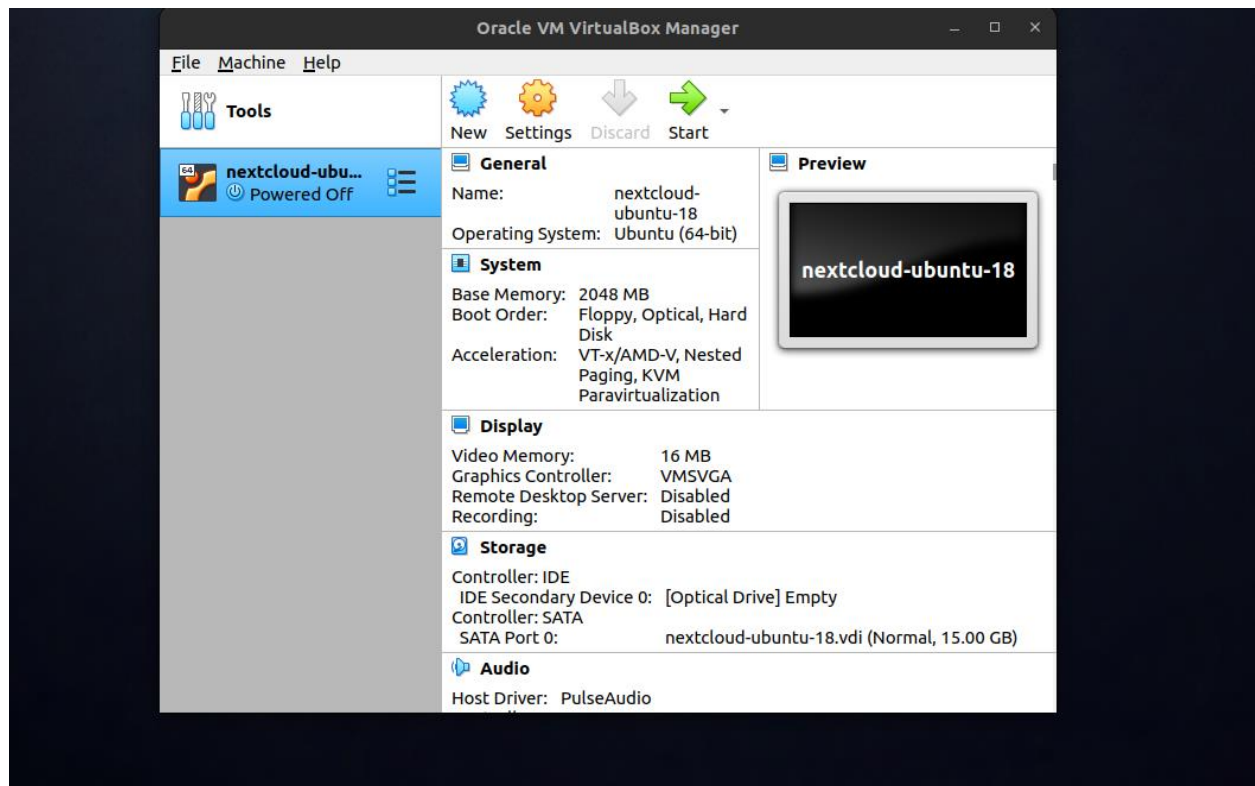 Oracle VM VirtualBox Manager
File Machine Help
Tools
New Settings Discard Start
64
nextcloud-ubu...
Powered Off
General
Name: nextcloud-
ubuntu-18
Operating System: Ubuntu (64-bit)
Preview
nextcloud-ubuntu-18
System
Base Memory: 2048 MB
Boot Order: Floppy, Optical, Hard
Disk
Acceleration: VT-x/AMD-V, Nested
Paging, KVM
Paravirtualization
Display
Video Memory: 16 MB
Graphics Controller: VMSVGA
Remote Desktop Server: Disabled
Recording: Disabled
Storage
Controller: IDE
IDE Secondary Device 0: [Optical Drive] Empty
Controller: SATA
SATA Port 0: nextcloud-ubuntu-18.vdi (Normal, 15.00 GB)
Audio
Host Driver: PulseAudio